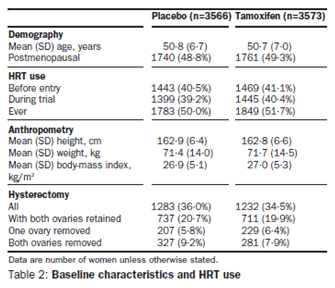 Placebo (n=3566) Tamoxifen (n=3573)
Demography
Mean (SD) age, years 50·8 (6·7) 50·7 (7·0)
Postmenopausal 1740 (48·8%) 1761 (49·3%)
HRT use
Before entry 1443 (40·5%) 1469 (41·1%)
During trial 1399 (39·2%) 1445 (40·4%)
Ever 1783 (50·0%) 1849 (51·7%)
Anthropometry
Mean (SD) height, cm 162·9 (6·4) 162·8 (6·6)
Mean (SD) weight, kg 71·4 (14·0) 71·7 (14·5)
Mean (SD) body-mass index, 26·9 (5·1) 27·0 (5·3)
kg/m²
Hysterectomy
All 1283 (36·0%) 1232 (34·5%)
With both ovaries retained 737 (20·7%) 711 (19·9%)
One ovary removed 207 (5·8%) 229 (6·4%)
Both ovaries removed 327 (9·2%) 281 (7·9%)
Data are number of women unless otherwise stated.
Table 2: Baseline characteristics and HRT use